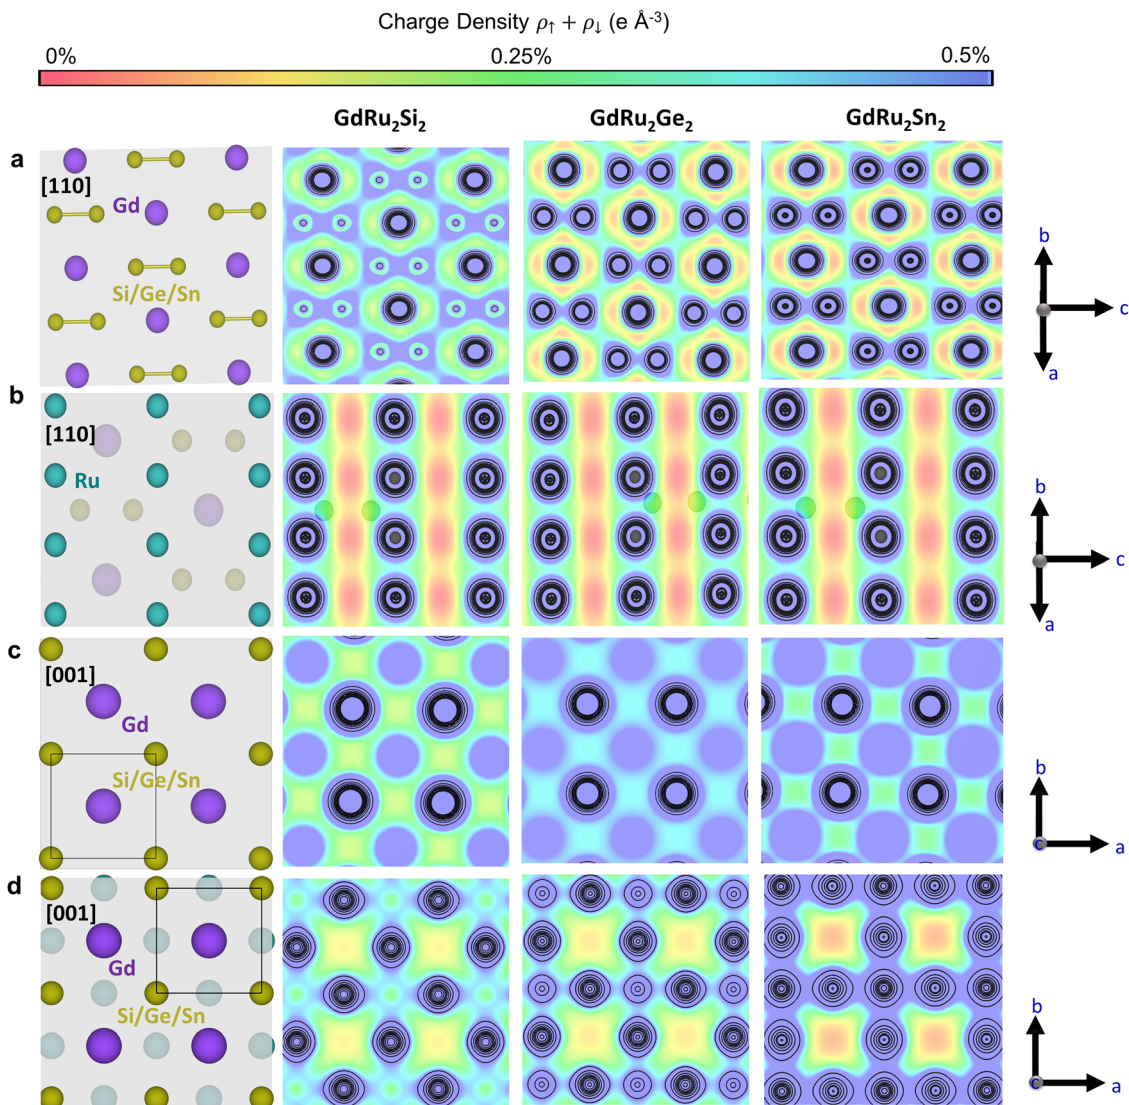 Charge Density ρ↑ + ρ↓ (e Å-3)
0% 0.25% 0.5%
GdRu2Si2 GdRu2Ge2 GdRu2Sn2
a
[110]
Gd
Si/Ge/Sn
b
c
a
b
[110]
Ru
b
c
a
c
[001]
Gd
Si/Ge/Sn
b
c
a
d
[001]
Gd
Si/Ge/Sn
b
c
a